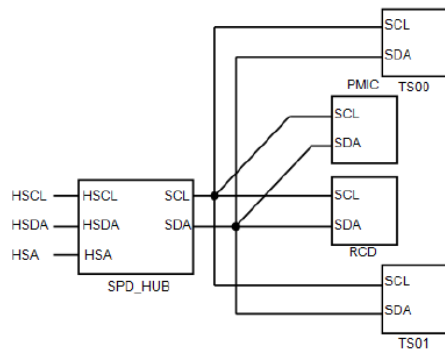 SCL
SDA
TS00
PMIC
SCL
SDA
HSCL HSCL SCL SCL
HSDA HSDA SDA SDA
HSA HSA
RCD
SPD_HUB
SCL
SDA
TS01